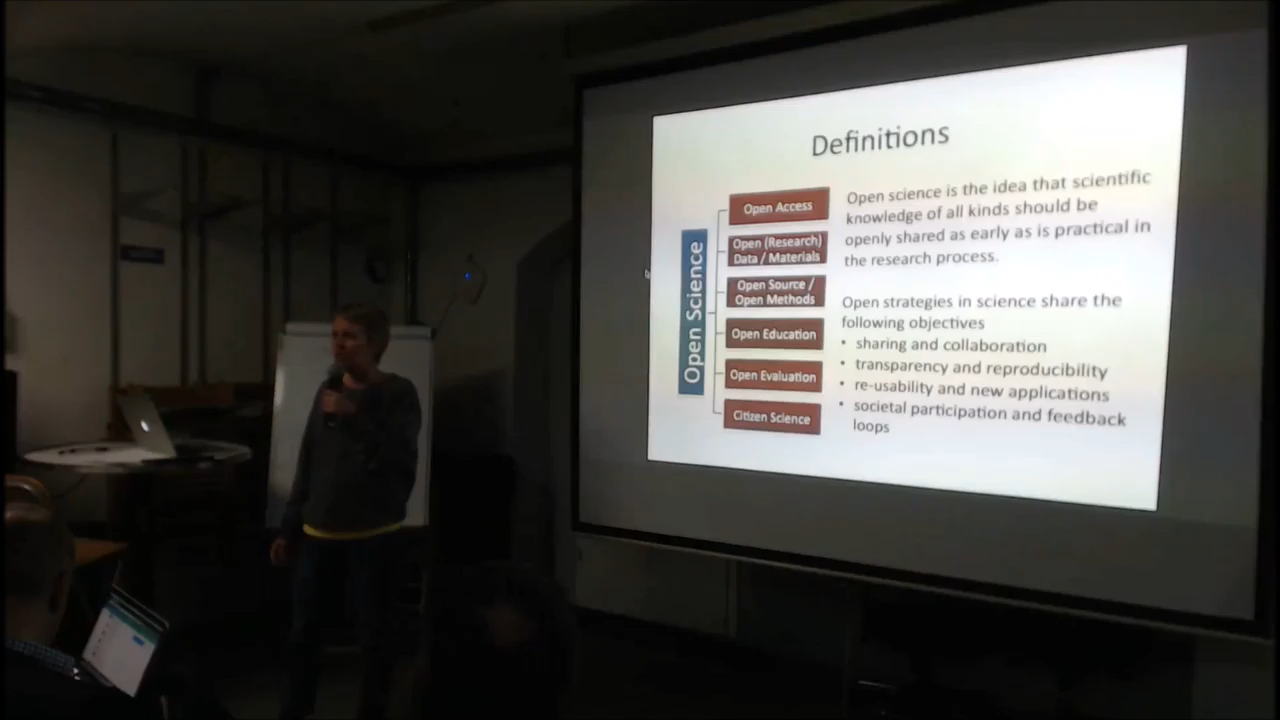 Definitions
Open Science
Open Access
Open (Research)
Data / Materials
Open Source /
Open Methods
Open Education
Open Evaluation
Citizen Science
Open science is the idea that scientific
knowledge of all kinds should be
openly shared as early as is practical in
the research process.
Open strategies in science share the
following objectives
• sharing and collaboration
• transparency and reproducibility
• re-usability and new applications
• societal participation and feedback
loops